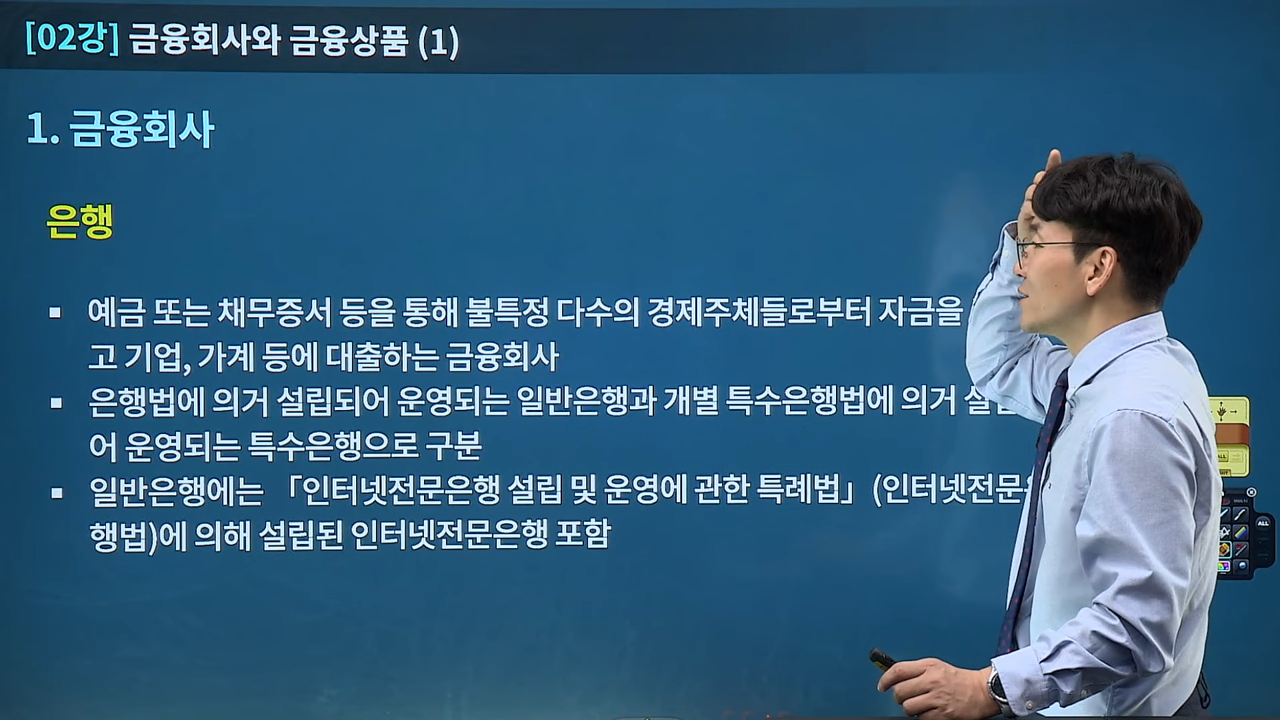 [02강] 금융회사와 금융상품 (1)
1. 금융회사
은행
▪ 예금 또는 채무증서 등을 통해 불특정 다수의 경제주체들로부터 자금을
고 기업, 가계 등에 대출하는 금융회사
▪ 은행법에 의거 설립되어 운영되는 일반은행과 개별 특수은행법에 의거
어 운영되는 특수은행으로 구분
▪ 일반은행에는 「인터넷전문은행 설립 및 운영에 관한 특례법」(인터넷전문
행법)에 의해 설립된 인터넷전문은행 포함
ALL